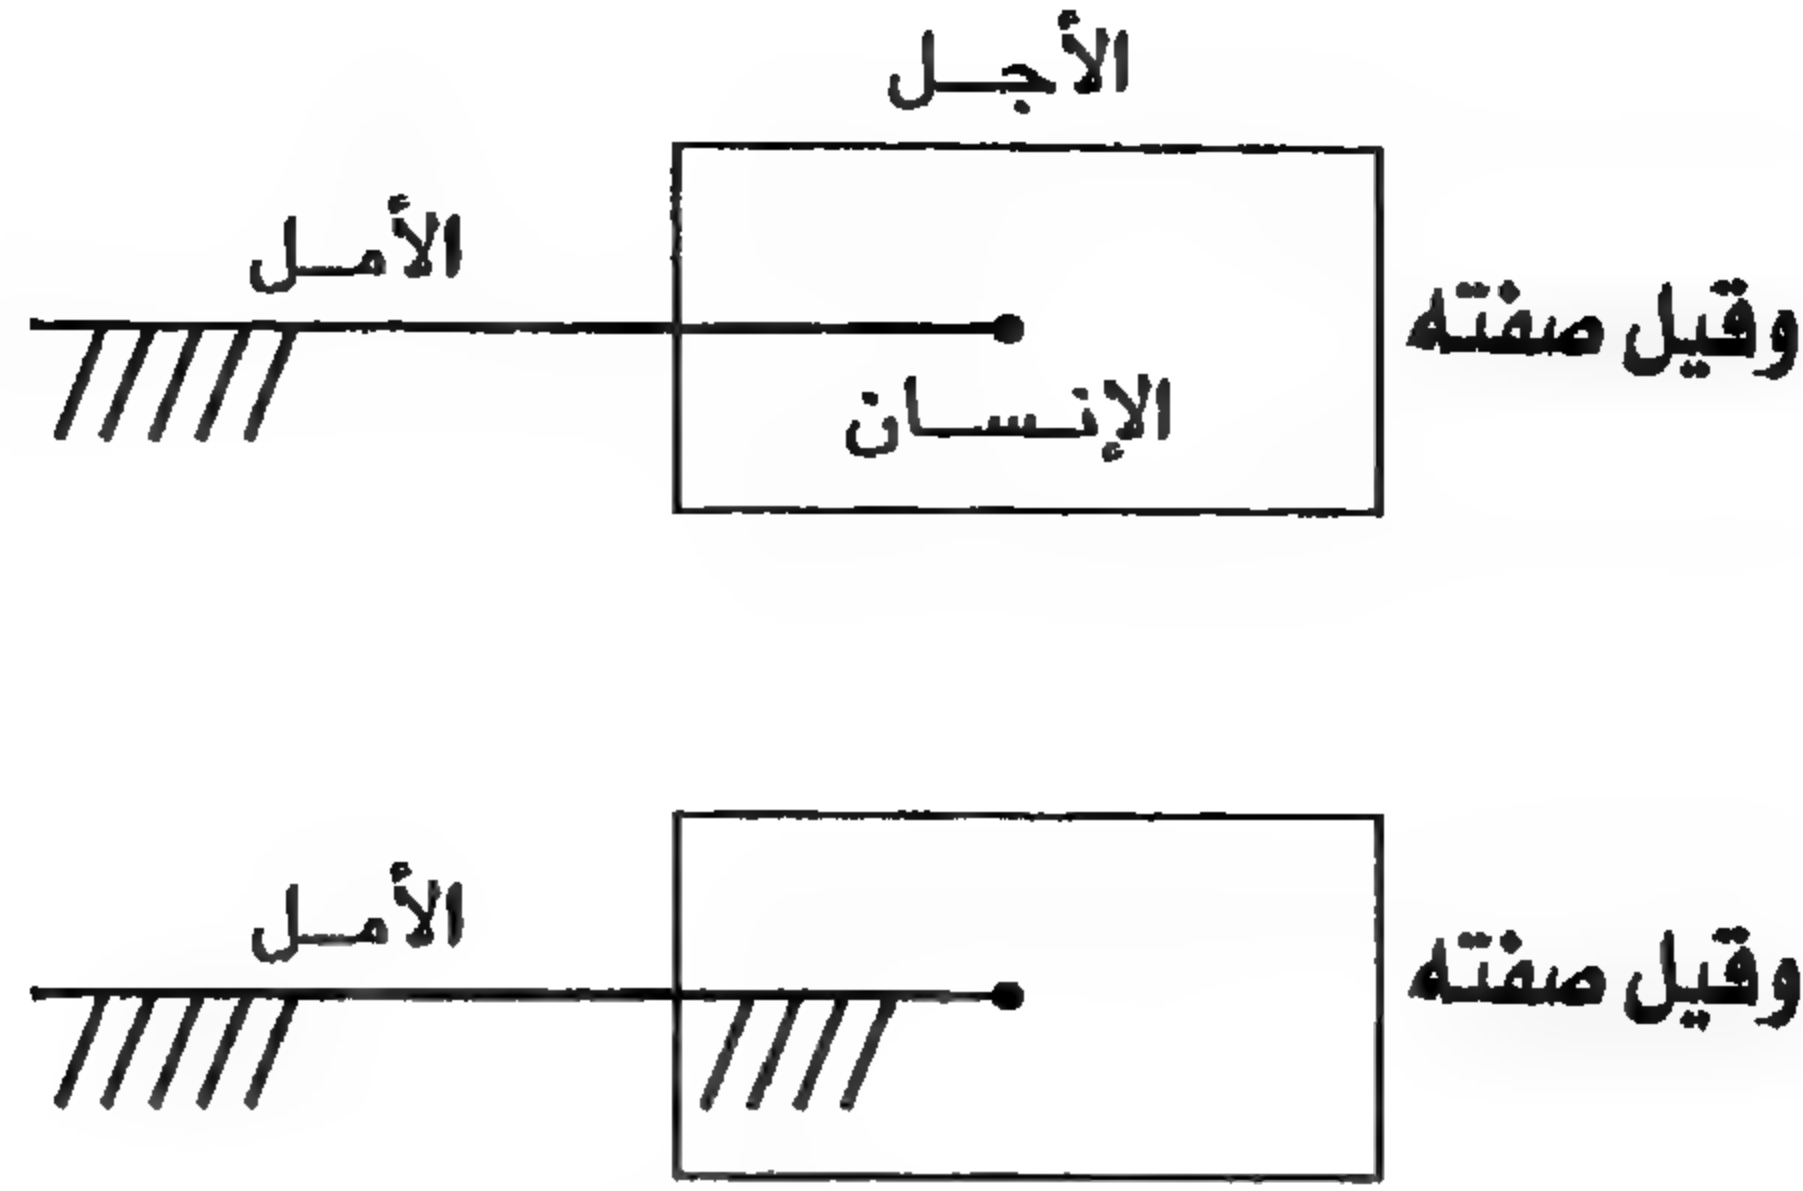 الأجل
الأمل
وقيل صفته
الإنسان
الأمل
وقيل صفته